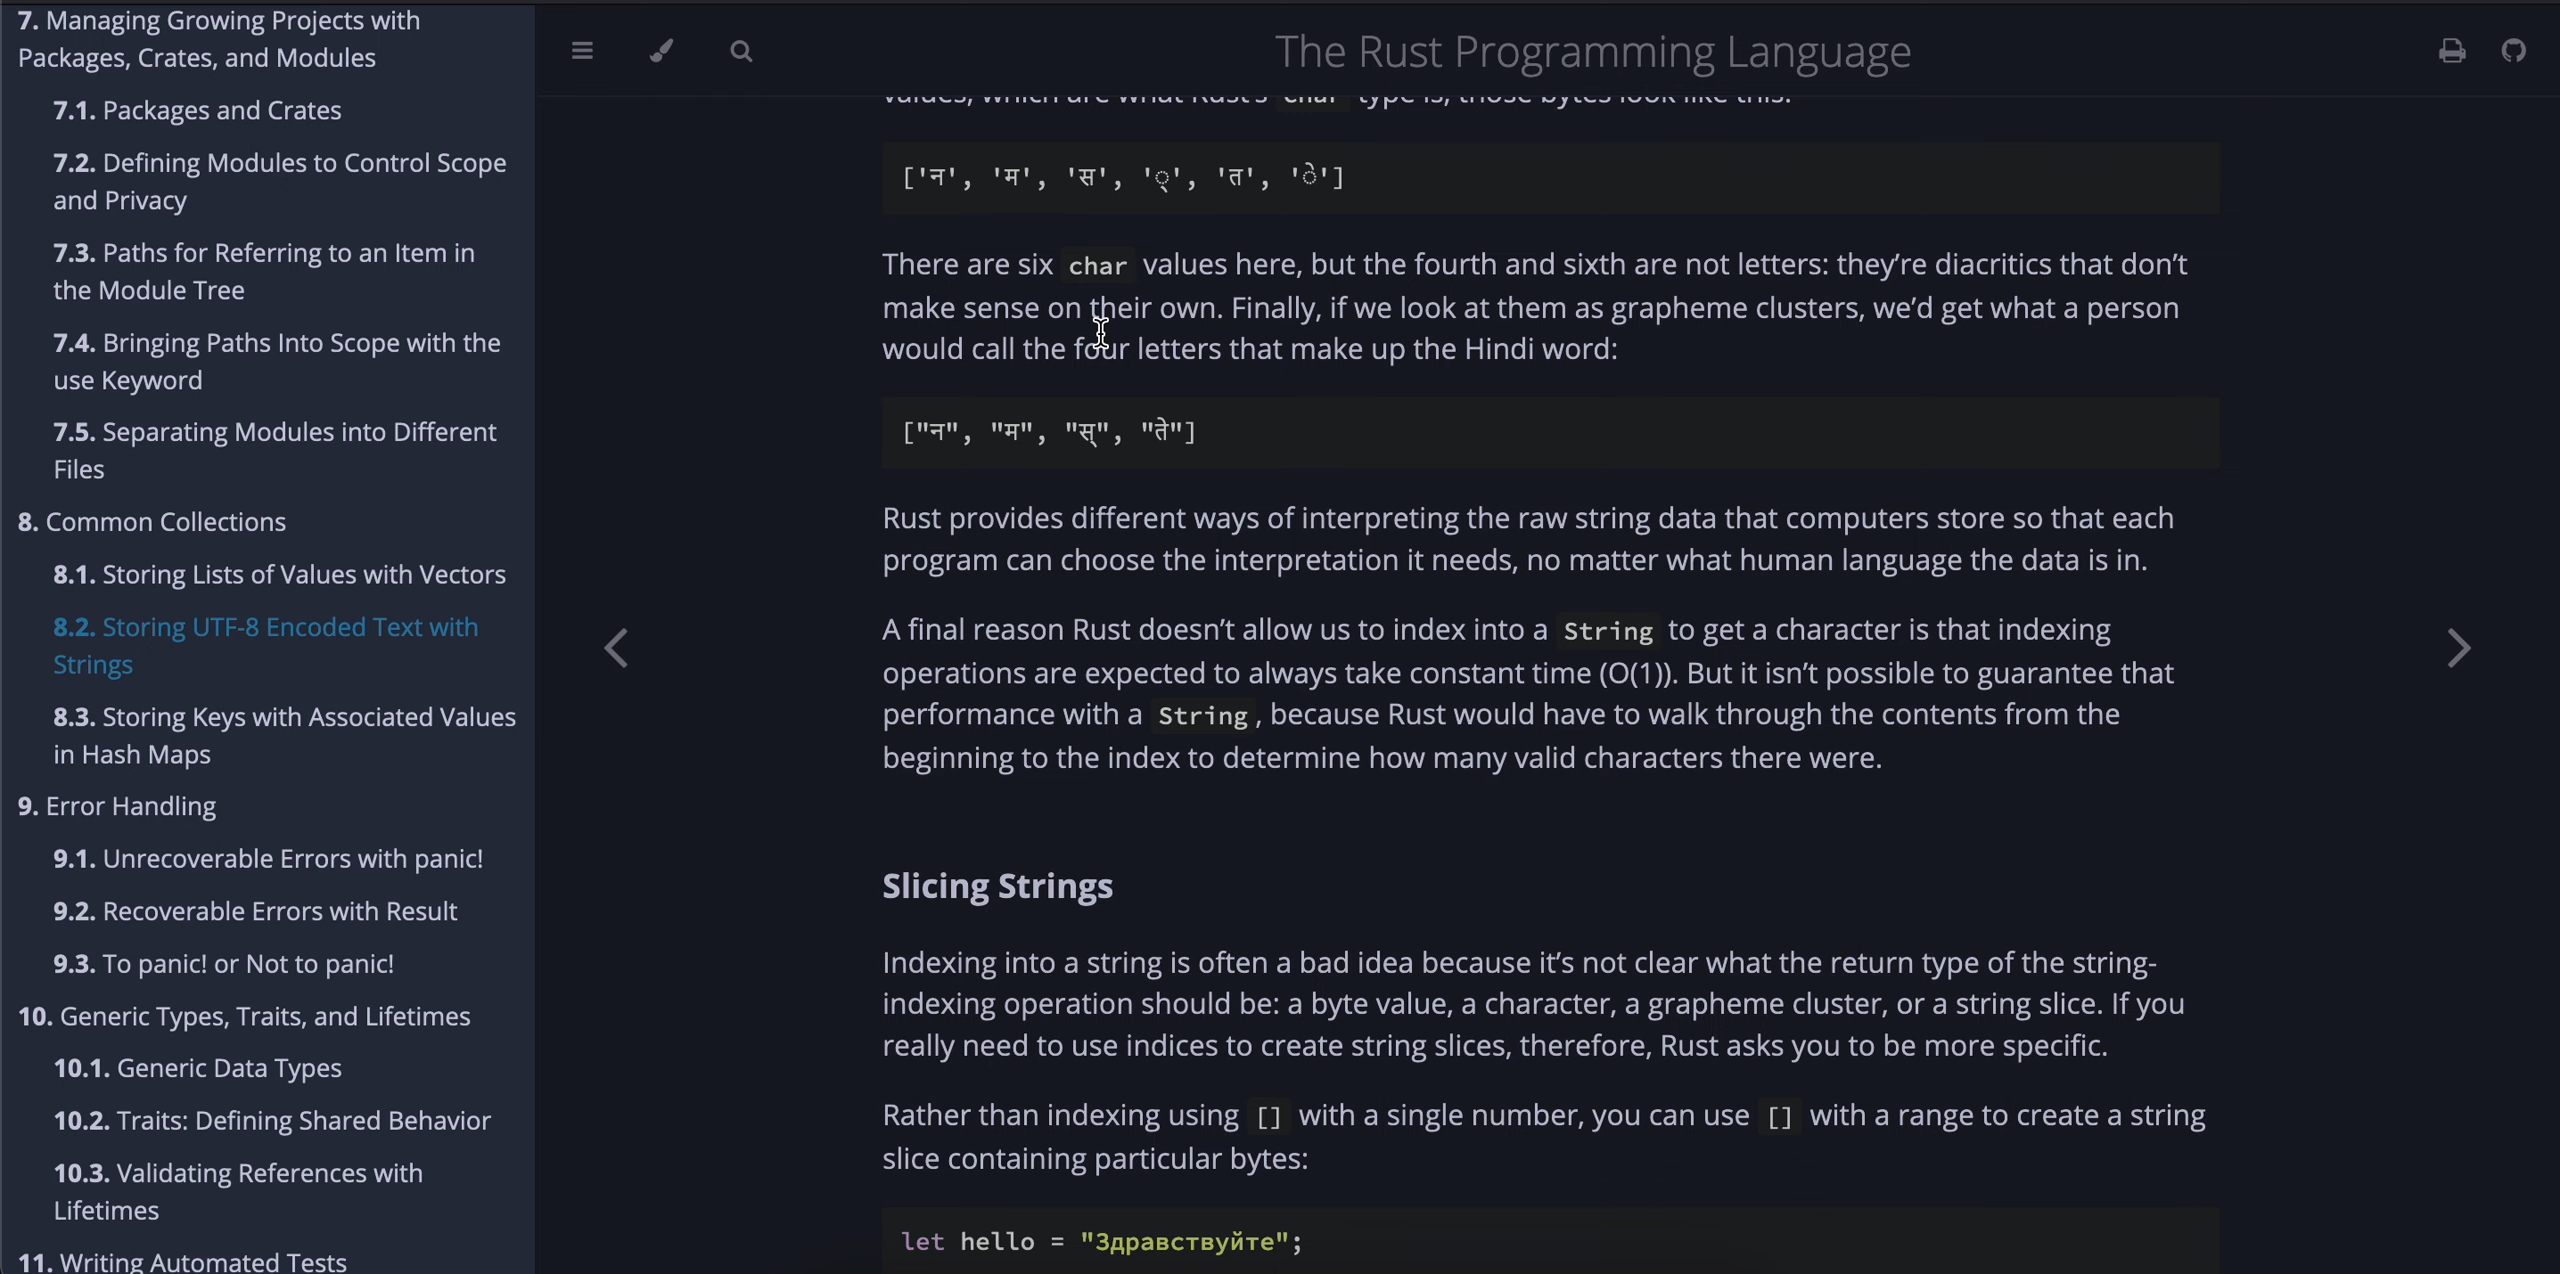 7. Managing Growing Projects with
Packages, Crates, and Modules
7.1. Packages and Crates
7.2. Defining Modules to Control Scope
and Privacy
7.3. Paths for Referring to an Item in
the Module Tree
7.4. Bringing Paths Into Scope with the
use Keyword
7.5. Separating Modules into Different
Files
8. Common Collections
8.1. Storing Lists of Values with Vectors
8.2. Storing UTF-8 Encoded Text with
Strings
8.3. Storing Keys with Associated Values
in Hash Maps
9. Error Handling
9.1. Unrecoverable Errors with panic!
9.2. Recoverable Errors with Result
9.3. To panic! or Not to panic!
10. Generic Types, Traits, and Lifetimes
10.1. Generic Data Types
10.2. Traits: Defining Shared Behavior
10.3. Validating References with
Lifetimes
11. Writing Automated Tests
The Rust Programming Language
values, which are what Rust's char type is, those bytes look like this:
['न', 'म', 'स', '्', 'त', 'े']
There are six char values here, but the fourth and sixth are not letters: they’re diacritics that don’t
make sense on their own. Finally, if we look at them as grapheme clusters, we’d get what a person
would call the four letters that make up the Hindi word:
["न", "म", "स्", "ते"]
Rust provides different ways of interpreting the raw string data that computers store so that each
program can choose the interpretation it needs, no matter what human language the data is in.
A final reason Rust doesn’t allow us to index into a String to get a character is that indexing
operations are expected to always take constant time (O(1)). But it isn’t possible to guarantee that
performance with a String, because Rust would have to walk through the contents from the
beginning to the index to determine how many valid characters there were.
Slicing Strings
Indexing into a string is often a bad idea because it’s not clear what the return type of the string-
indexing operation should be: a byte value, a character, a grapheme cluster, or a string slice. If you
really need to use indices to create string slices, therefore, Rust asks you to be more specific.
Rather than indexing using [] with a single number, you can use [] with a range to create a string
slice containing particular bytes:
let hello = "Здравствуйте";